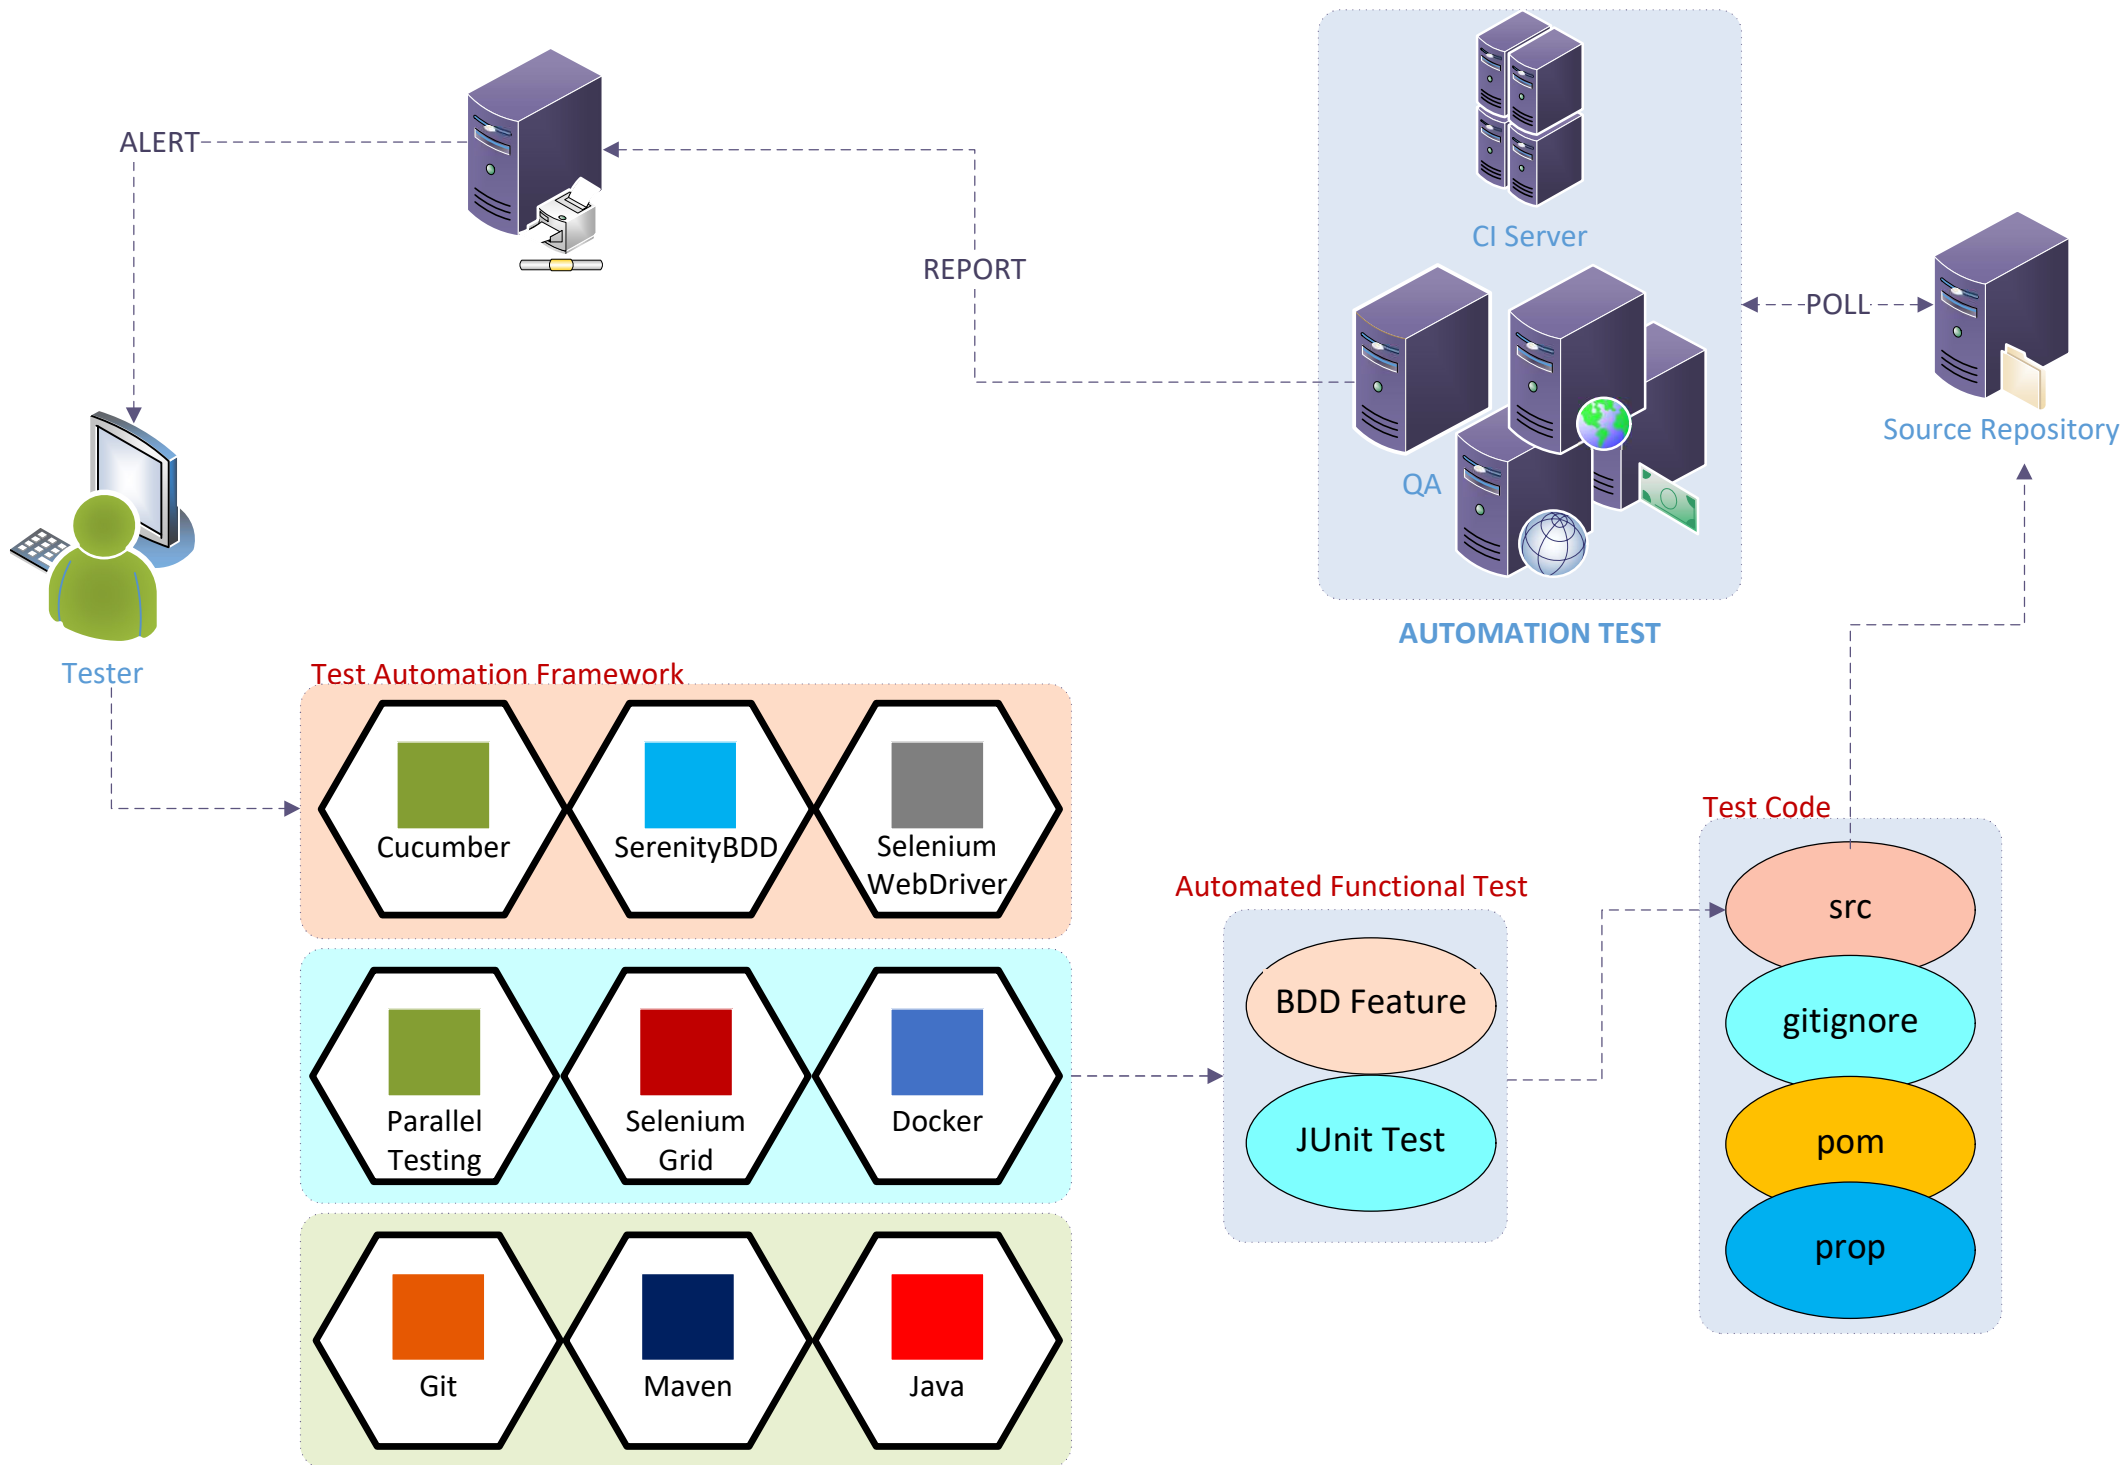 ALERT
CI Server
REPORT
POLL
Source Repository
QA
AUTOMATION TEST
Tester
Test Automation Framework
Cucumber
SerenityBDD
Selenium
WebDriver
Parallel
Testing
Selenium
Grid
Docker
Git
Maven
Java
Automated Functional Test
BDD Feature
JUnit Test
Test Code
src
gitignore
pom
prop